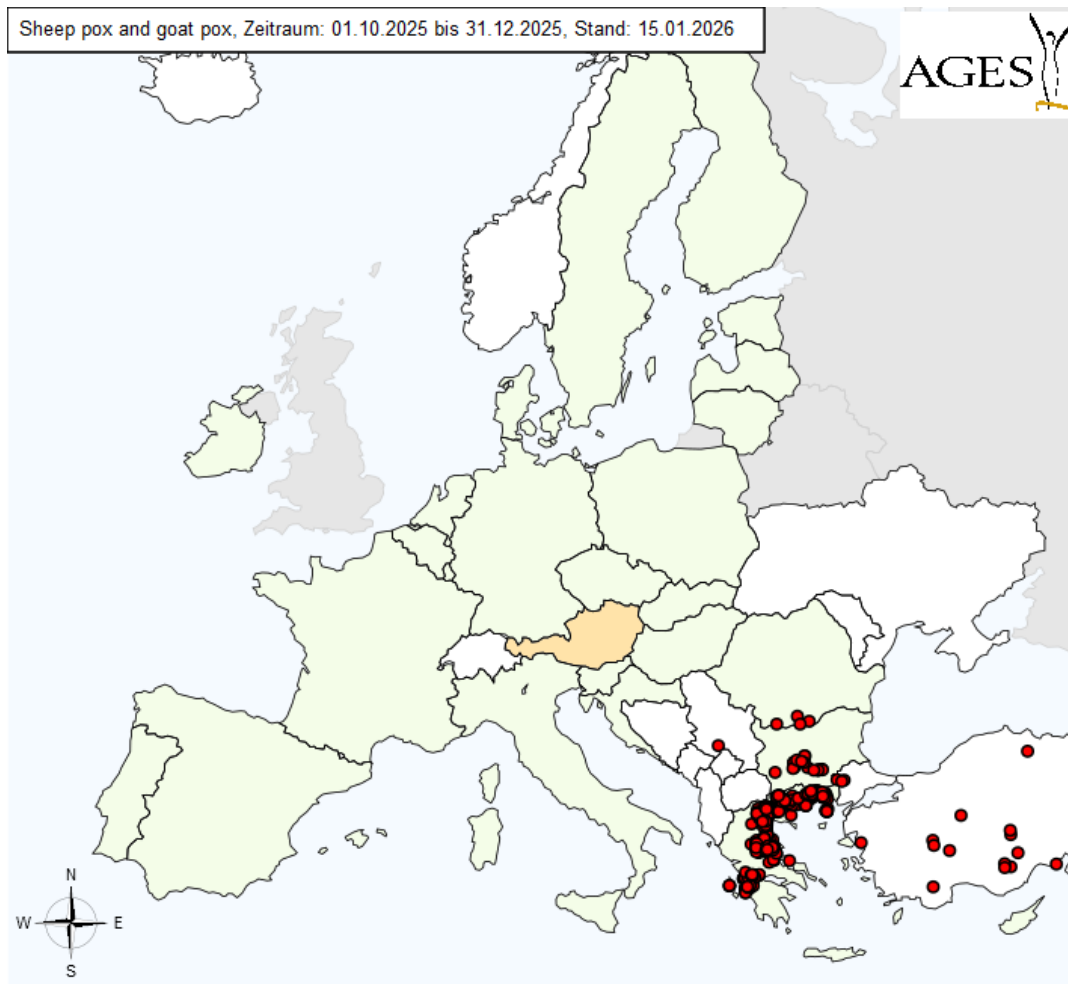 Sheep pox and goat pox, Zeitraum: 01.10.2025 bis 31.12.2025, Stand: 15.01.2026
AGES
N
W E
S